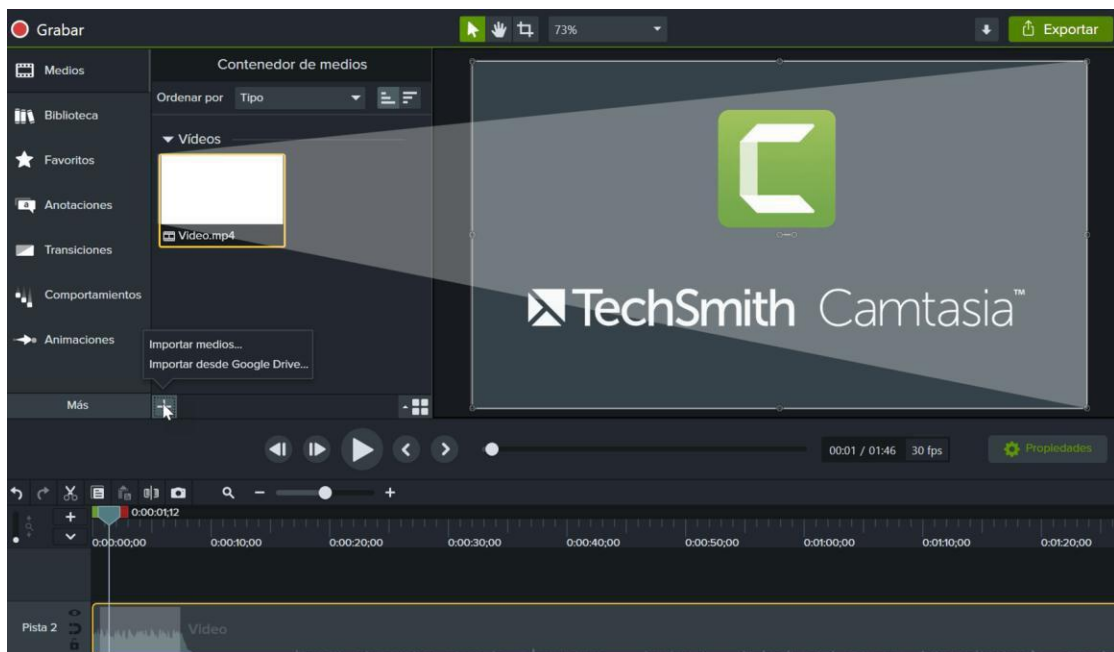 Grabar
73%
Exportar
Medios
Contenedor de medios
Ordenar por Tipo
Biblioteca
Vídeos
Favoritos
Anotaciones
a
Video.mp4
Transiciones
Comportamientos
Animaciones
Importar medios...
Importar desde Google Drive...
TechSmith Camtasia™
Más
00:01 / 01:46 30 fps
Propiedades
0:00:01;12
0:00:00;00 0:00:10;00 0:00:20;00 0:00:30;00 0:00:40;00 0:00:50;00 0:01:00;00 0:01:10;00 0:01:20;00
Pista 2
Video